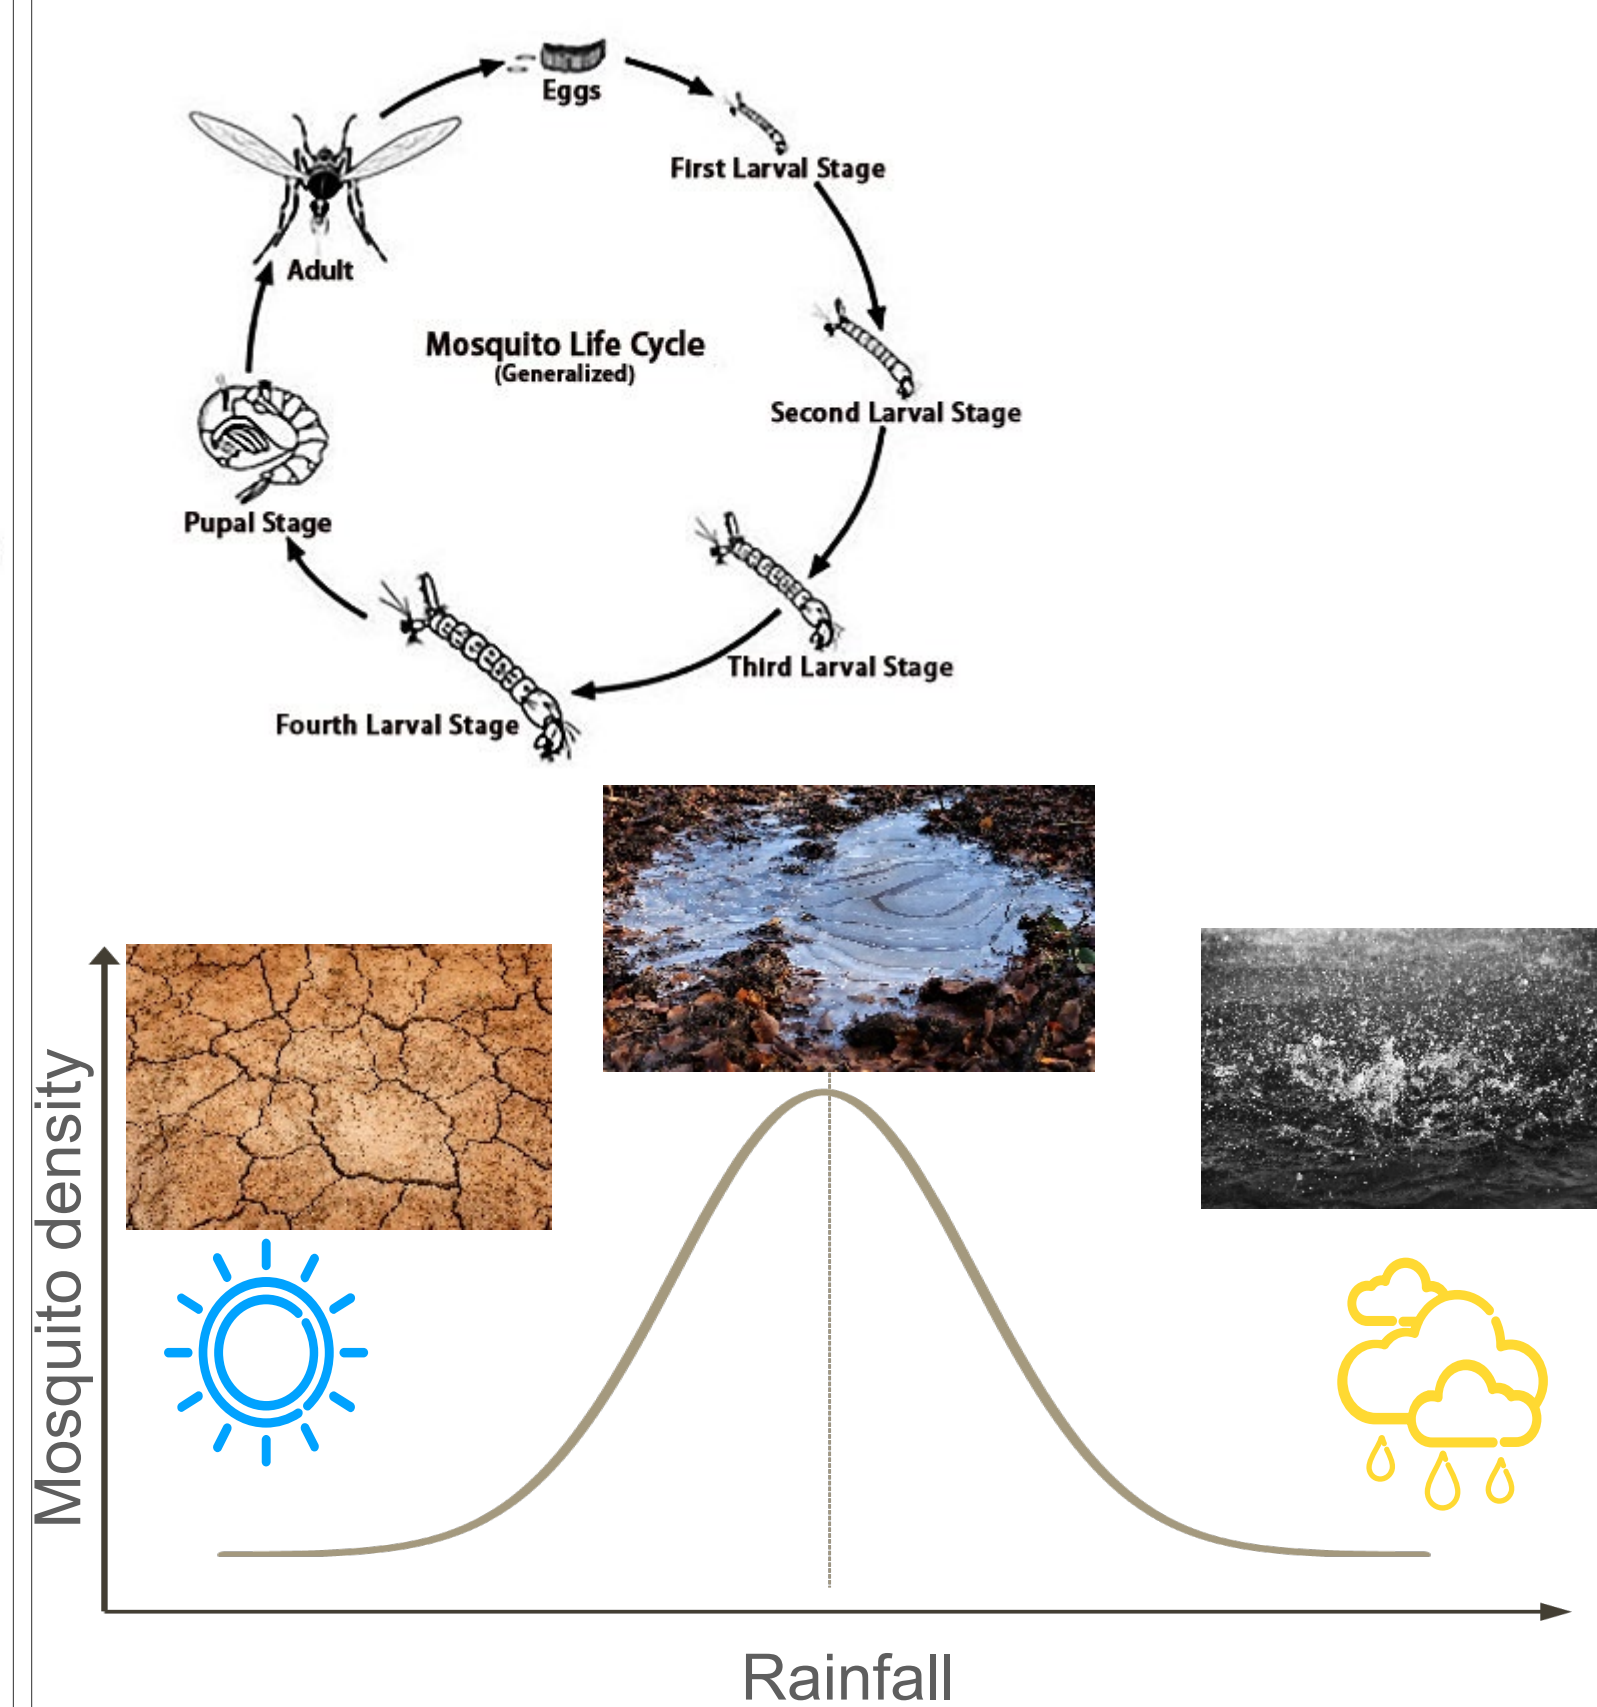 Eggs
First Larval Stage
Adult
Mosquito Life Cycle
(Generalized)
Second Larval Stage
Pupal Stage
Third Larval Stage
Fourth Larval Stage
Mosquito density
Rainfall